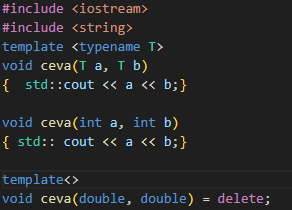 #include <iostream>
#include <string>
template <typename T>
void ceva(T a, T b)
{  std::cout << a << b;}
void ceva(int a, int b)
{ std:: cout << a << b;}
template<>
void ceva(double, double) = delete;